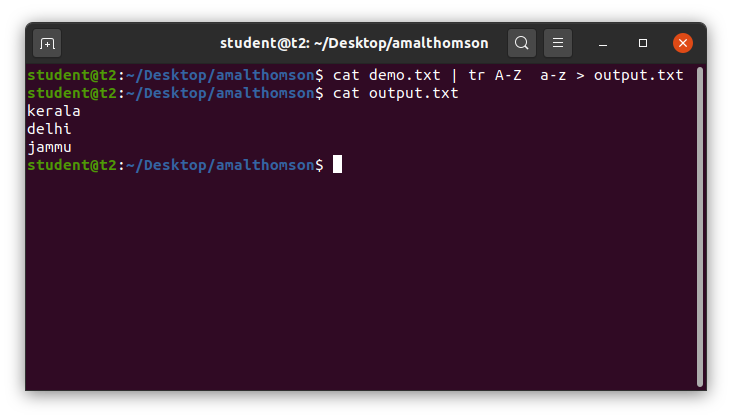 student@t2: ~/Desktop/amalthomson
student@t2:~/Desktop/amalthomson$ cat demo.txt | tr A-Z  a-z > output.txt
student@t2:~/Desktop/amalthomson$ cat output.txt
kerala
delhi
jammu
student@t2:~/Desktop/amalthomson$